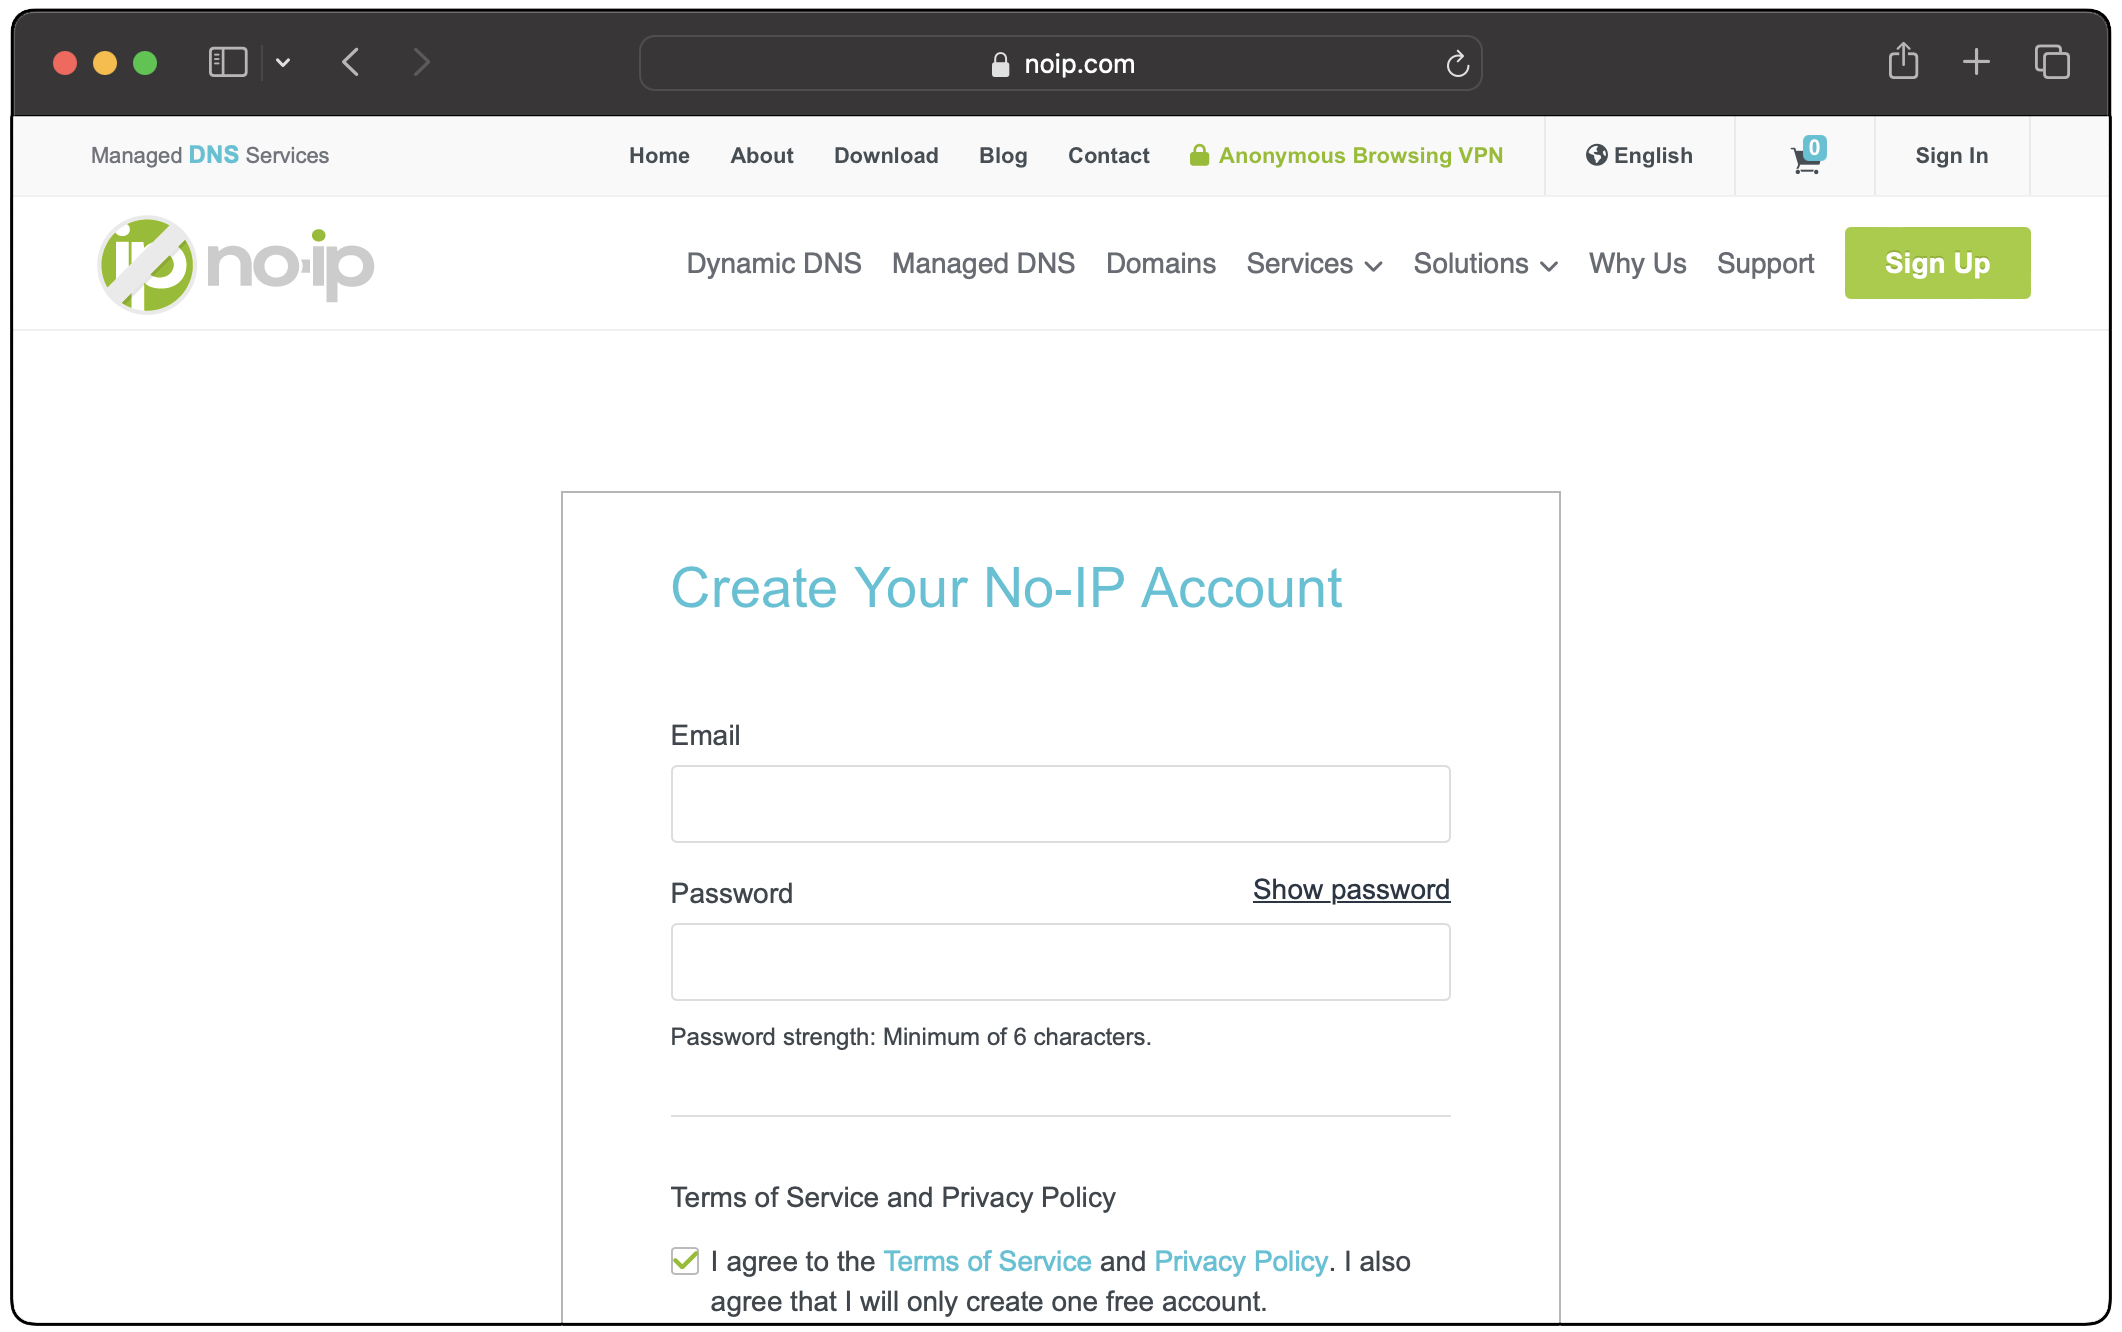 noip.com
Managed DNS Services
Home About Download Blog Contact Anonymous Browsing VPN English 0 Sign In
ip no-ip Dynamic DNS Managed DNS Domains Services Solutions Why Us Support Sign Up
Create Your No-IP Account
Email
Password Show password
Password strength: Minimum of 6 characters.
Terms of Service and Privacy Policy
I agree to the Terms of Service and Privacy Policy. I also
agree that I will only create one free account.